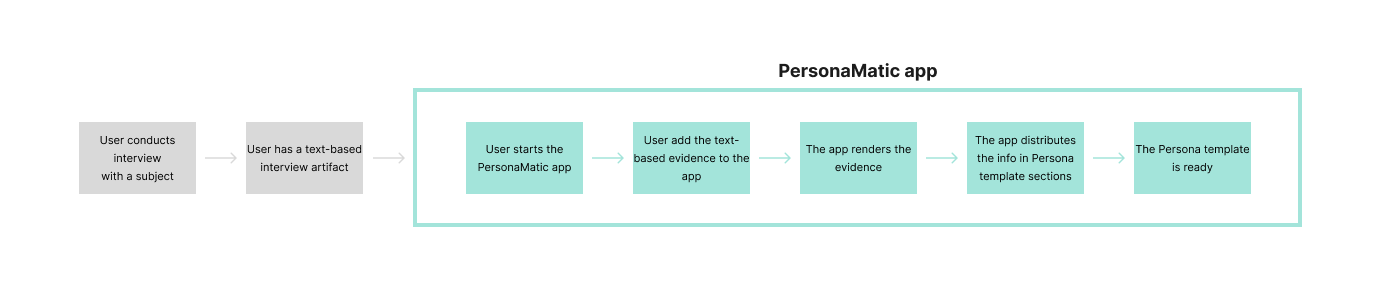 PersonaMatic app
User conducts
interview
with a subject
User has a text-based
interview artifact
User starts the
PersonaMatic app
User add the text-
based evidence to the
app
The app renders the
evidence
The app distributes
the info in Persona
template sections
The Persona template
is ready